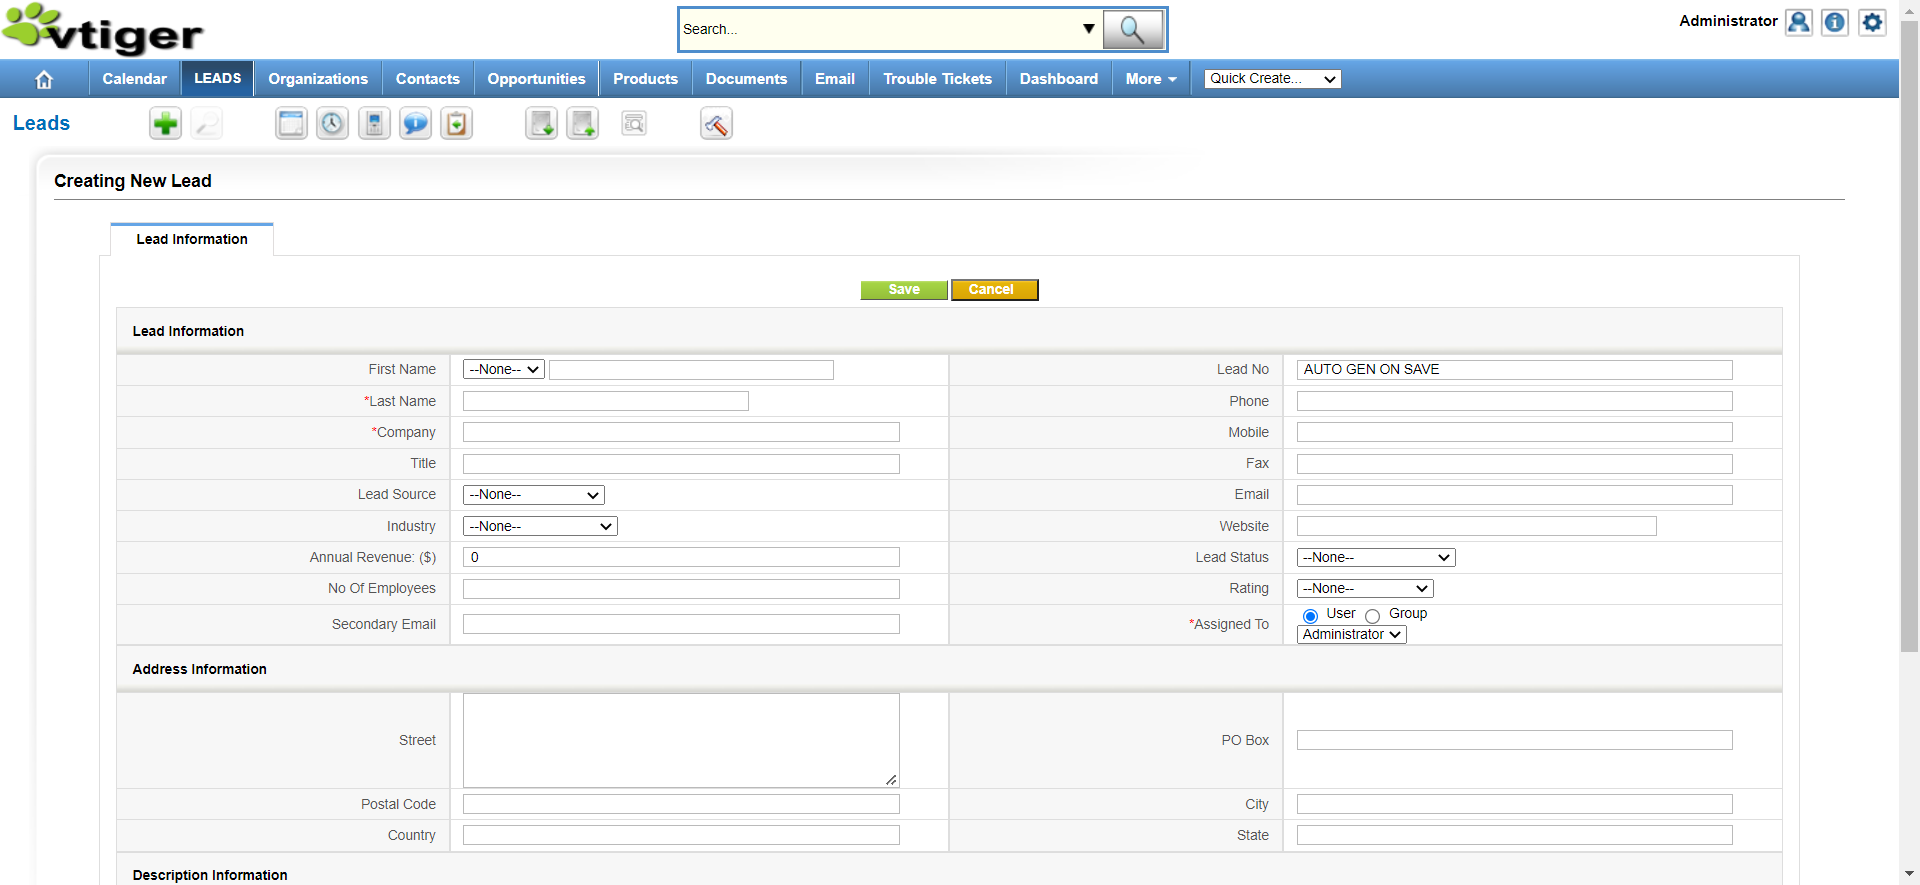 vtiger
Search...
Administrator
Calendar LEADS Organizations Contacts Opportunities Products Documents Email Trouble Tickets Dashboard More Quick Create...
Leads
Creating New Lead
Lead Information
Save Cancel
Lead Information
First Name --None-- Lead No AUTO GEN ON SAVE
*Last Name Phone
*Company Mobile
Title Fax
Lead Source --None-- Email
Industry --None-- Website
Annual Revenue: ($) 0 Lead Status --None--
No Of Employees Rating --None--
Secondary Email *Assigned To User Group
Administrator
Address Information
Street PO Box
Postal Code City
Country State
Description Information